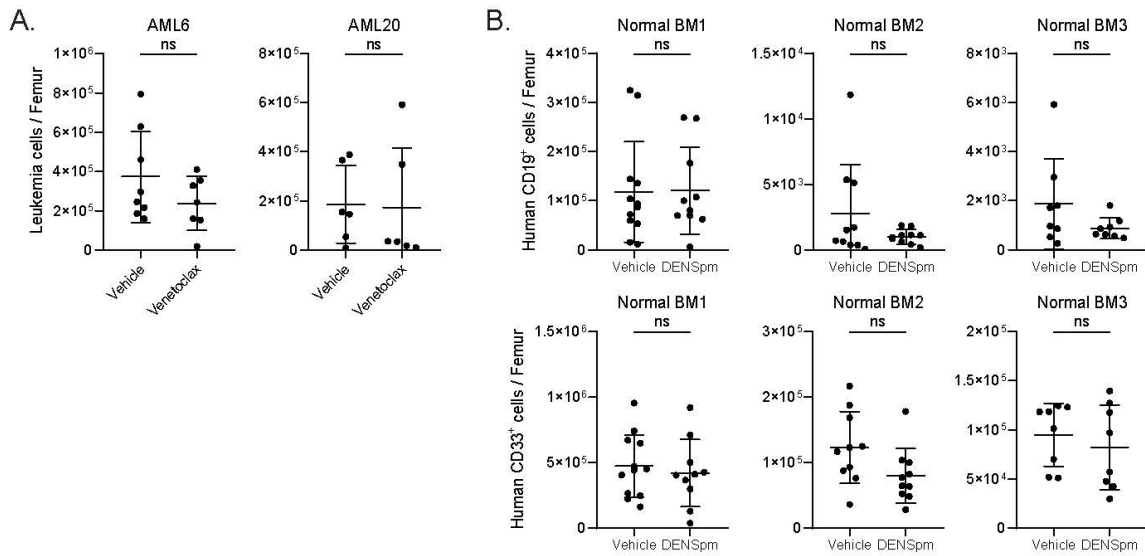 A.
AML6
ns
Leukemia cells / Femur
1×10⁶
8×10⁵
6×10⁵
4×10⁵
2×10⁵
0
Vehicle
Venetoclax
AML20
ns
8×10⁵
6×10⁵
4×10⁵
2×10⁵
0
Vehicle
Venetoclax
B.
Normal BM1
ns
Human CD19⁺ cells / Femur
4×10⁵
3×10⁵
2×10⁵
1×10⁵
0
Vehicle DENSpm
Normal BM2
ns
1.5×10⁴
1×10⁴
5×10³
0
Vehicle DENSpm
Normal BM3
ns
8×10³
6×10³
4×10³
2×10³
0
Vehicle DENSpm
Normal BM1
ns
Human CD33⁺ cells / Femur
1.5×10⁶
1×10⁶
5×10⁵
0
Vehicle DENSpm
Normal BM2
ns
3×10⁵
2×10⁵
1×10⁵
0
Vehicle DENSpm
Normal BM3
ns
2×10⁵
1.5×10⁵
1×10⁵
5×10⁴
0
Vehicle DENSpm